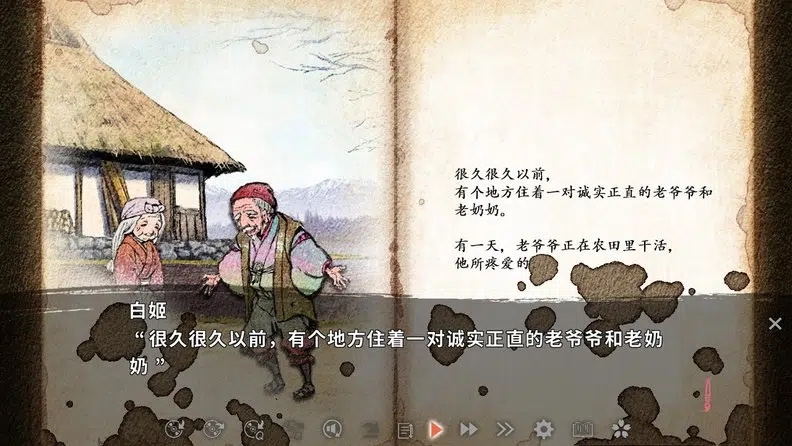 很久很久以前，
有个地方住着一对诚实正直的老爷爷和
老奶奶。
有一天，老爷爷正在农田里干活，
他所疼爱的
白姬
“很久很久以前，有个地方住着一对诚实正直的老爷爷和老奶
奶”